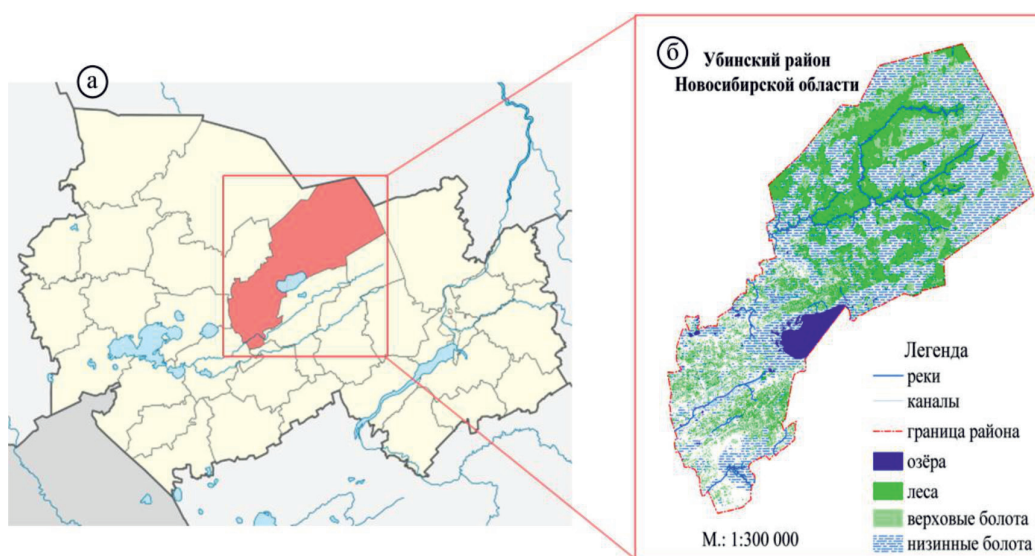 а
б
Убинский район
Новосибирской области
Легенда
реки
каналы
граница района
озёра
леса
верховые болота
низинные болота
М.: 1:300 000